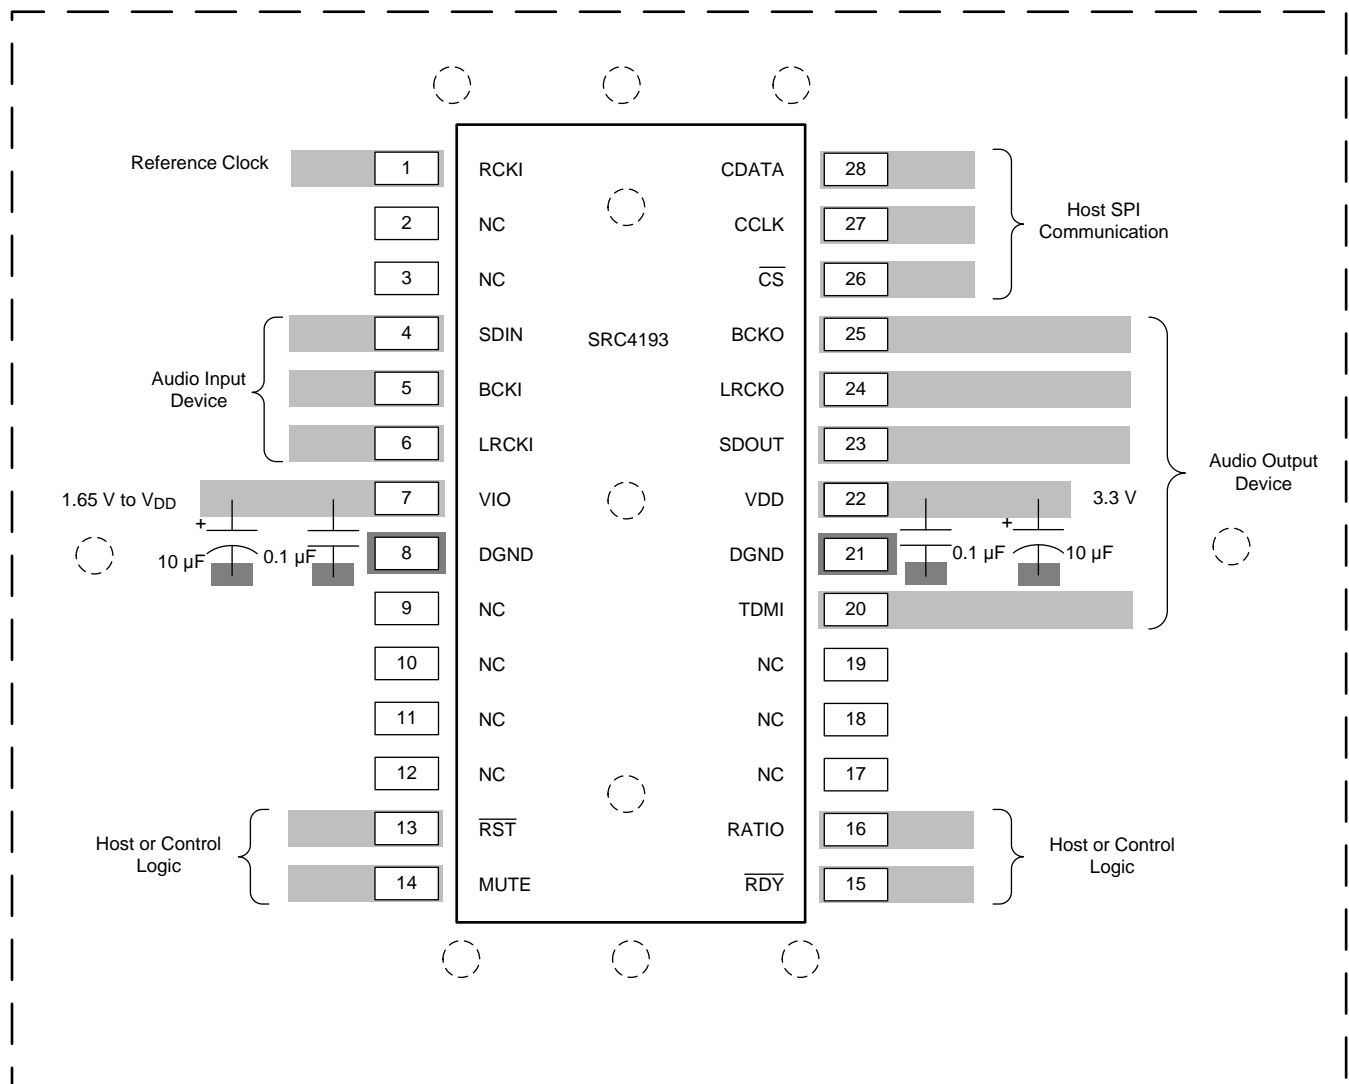 Reference Clock 1 RCKI CDATA 28
2 NC CCLK 27
Host SPI
Communication
3 NC CS 26
4 SDIN SRC4193 BCKO 25
Audio Input
Device
5 BCKI LRCKO 24
6 LRCKI SDOUT 23
Audio Output
Device
1.65 V to VDD 7 VIO VDD 22 3.3 V
+ +
10 µF 0.1 µF 8 DGND DGND 21 0.1 µF 10 µF
9 NC TDMI 20
10 NC NC 19
11 NC NC 18
12 NC NC 17
13 RST RATIO 16
Host or Control
Logic
Host or Control
Logic
14 MUTE RDY 15